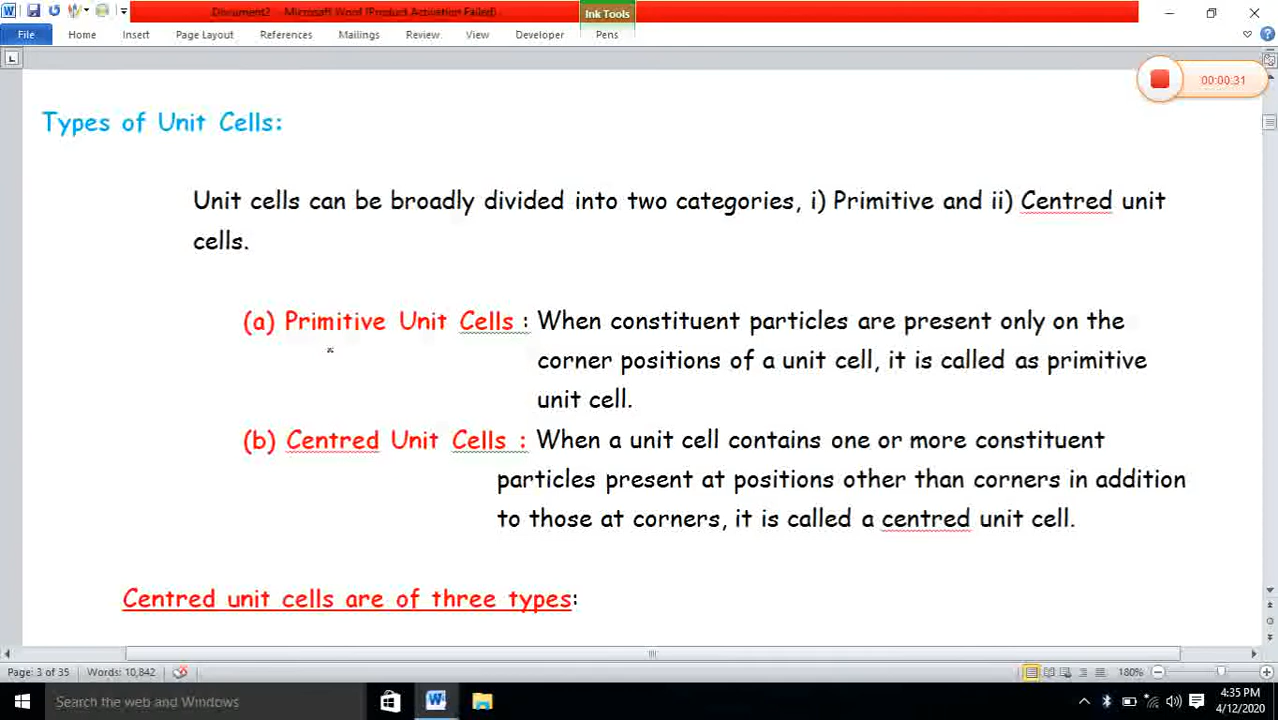 Document2 - Microsoft Word (Product Activation Failed)
Ink Tools
File Home Insert Page Layout References Mailings Review View Developer Pens
00:00:31
Types of Unit Cells:
Unit cells can be broadly divided into two categories, i) Primitive and ii) Centred unit
cells.
(a) Primitive Unit Cells : When constituent particles are present only on the
corner positions of a unit cell, it is called as primitive
unit cell.
(b) Centred Unit Cells : When a unit cell contains one or more constituent
particles present at positions other than corners in addition
to those at corners, it is called a centred unit cell.
Centred unit cells are of three types:
Page: 3 of 35 Words: 10,842 180%
Search the web and Windows
4:35 PM
4/12/2020